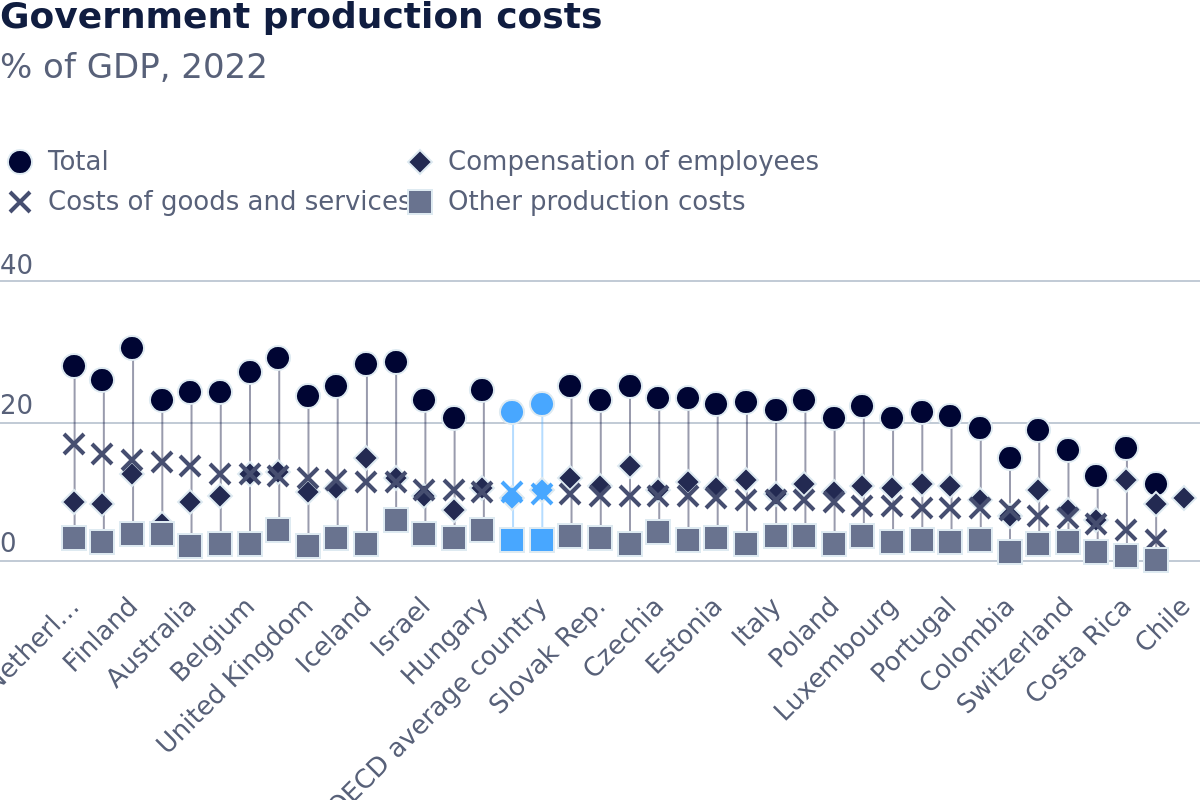 Government production costs
% of GDP, 2022
Total
Compensation of employees
Costs of goods and services
Other production costs
40
20
0
Netherl...
Finland
Australia
Belgium
United Kingdom
Iceland
Israel
Hungary
OECD average country
Slovak Rep.
Czechia
Estonia
Italy
Poland
Luxembourg
Portugal
Colombia
Switzerland
Costa Rica
Chile